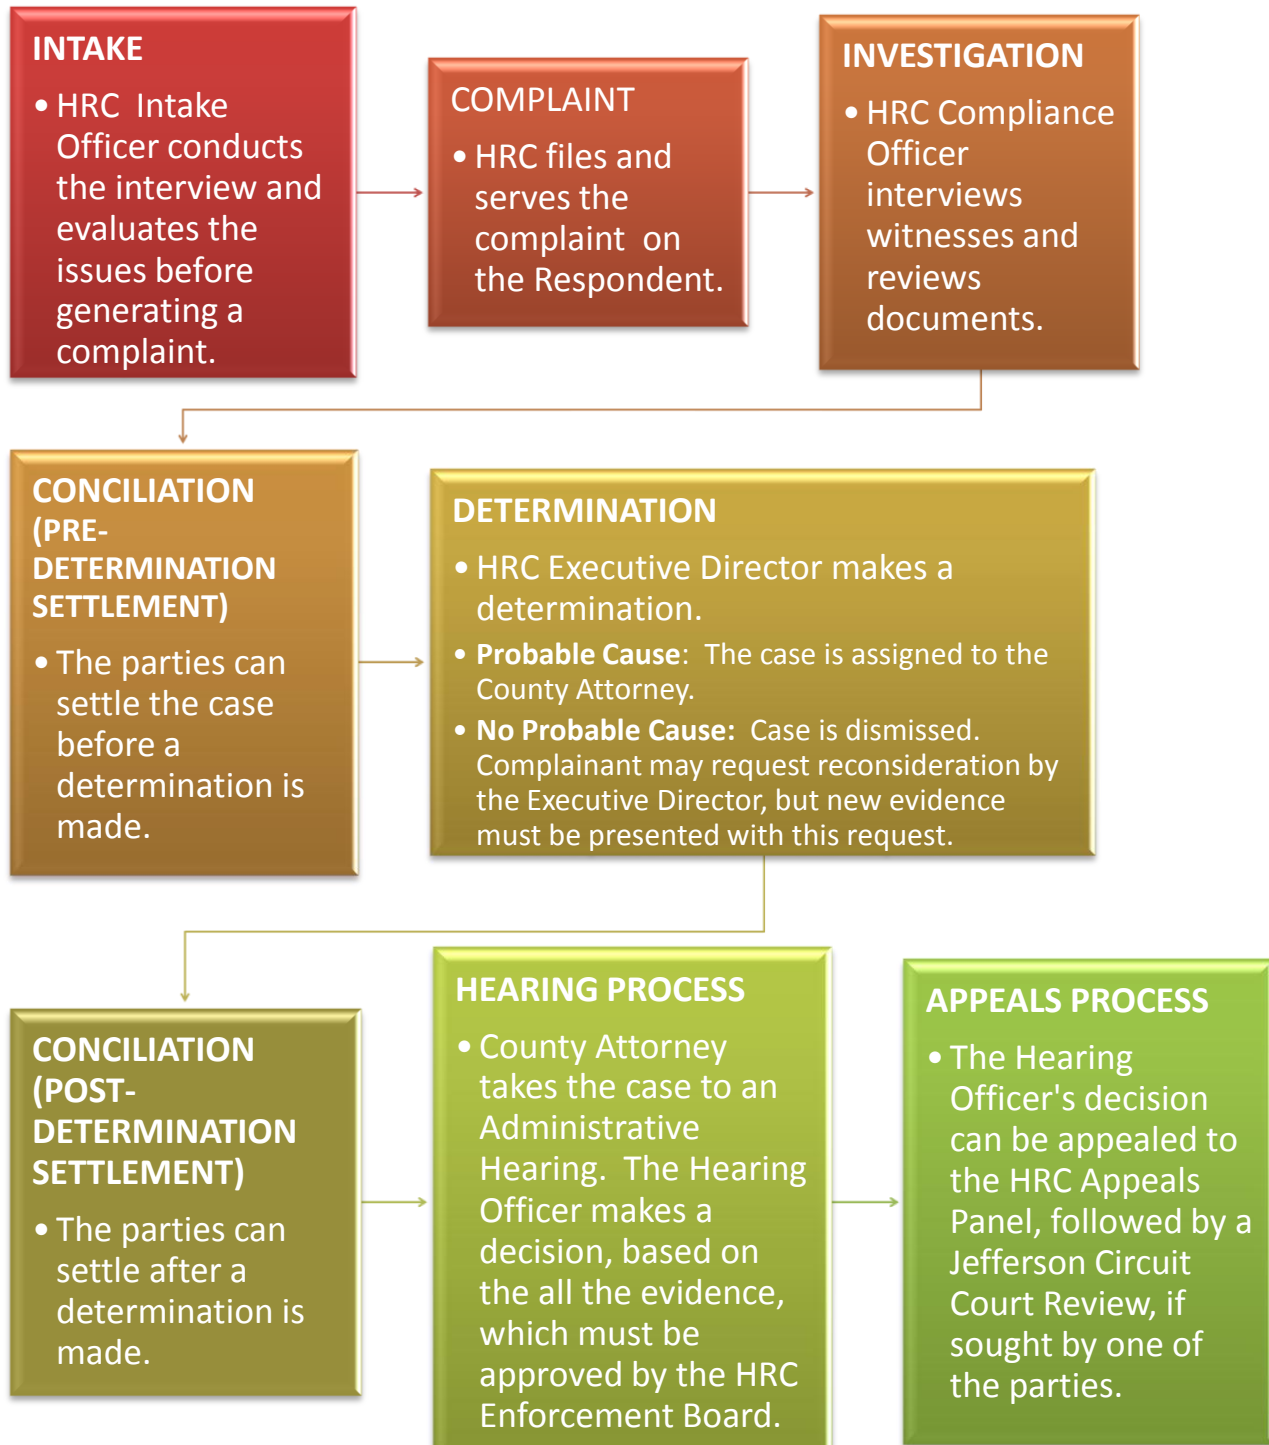 INTAKE
• HRC  Intake
Officer conducts
the interview and
evaluates the
issues before
generating a
complaint.
COMPLAINT
• HRC files and
serves the
complaint  on
the Respondent.
INVESTIGATION
• HRC Compliance
Officer
interviews
witnesses and
reviews
documents.
CONCILIATION
(PRE-
DETERMINATION
SETTLEMENT)
• The parties can
settle the case
before a
determination is
made.
DETERMINATION
• HRC Executive Director makes a
determination.
• Probable Cause:  The case is assigned to the
County Attorney.
• No Probable Cause:  Case is dismissed.
Complainant may request reconsideration by
the Executive Director, but new evidence
must be presented with this request.
CONCILIATION
(POST-
DETERMINATION
SETTLEMENT)
• The parties can
settle after a
determination is
made.
HEARING PROCESS
• County Attorney
takes the case to an
Administrative
Hearing.  The Hearing
Officer makes a
decision, based on
the all the evidence,
which must be
approved by the HRC
Enforcement Board.
APPEALS PROCESS
• The Hearing
Officer's decision
can be appealed to
the HRC Appeals
Panel, followed by a
Jefferson Circuit
Court Review, if
sought by one of
the parties.